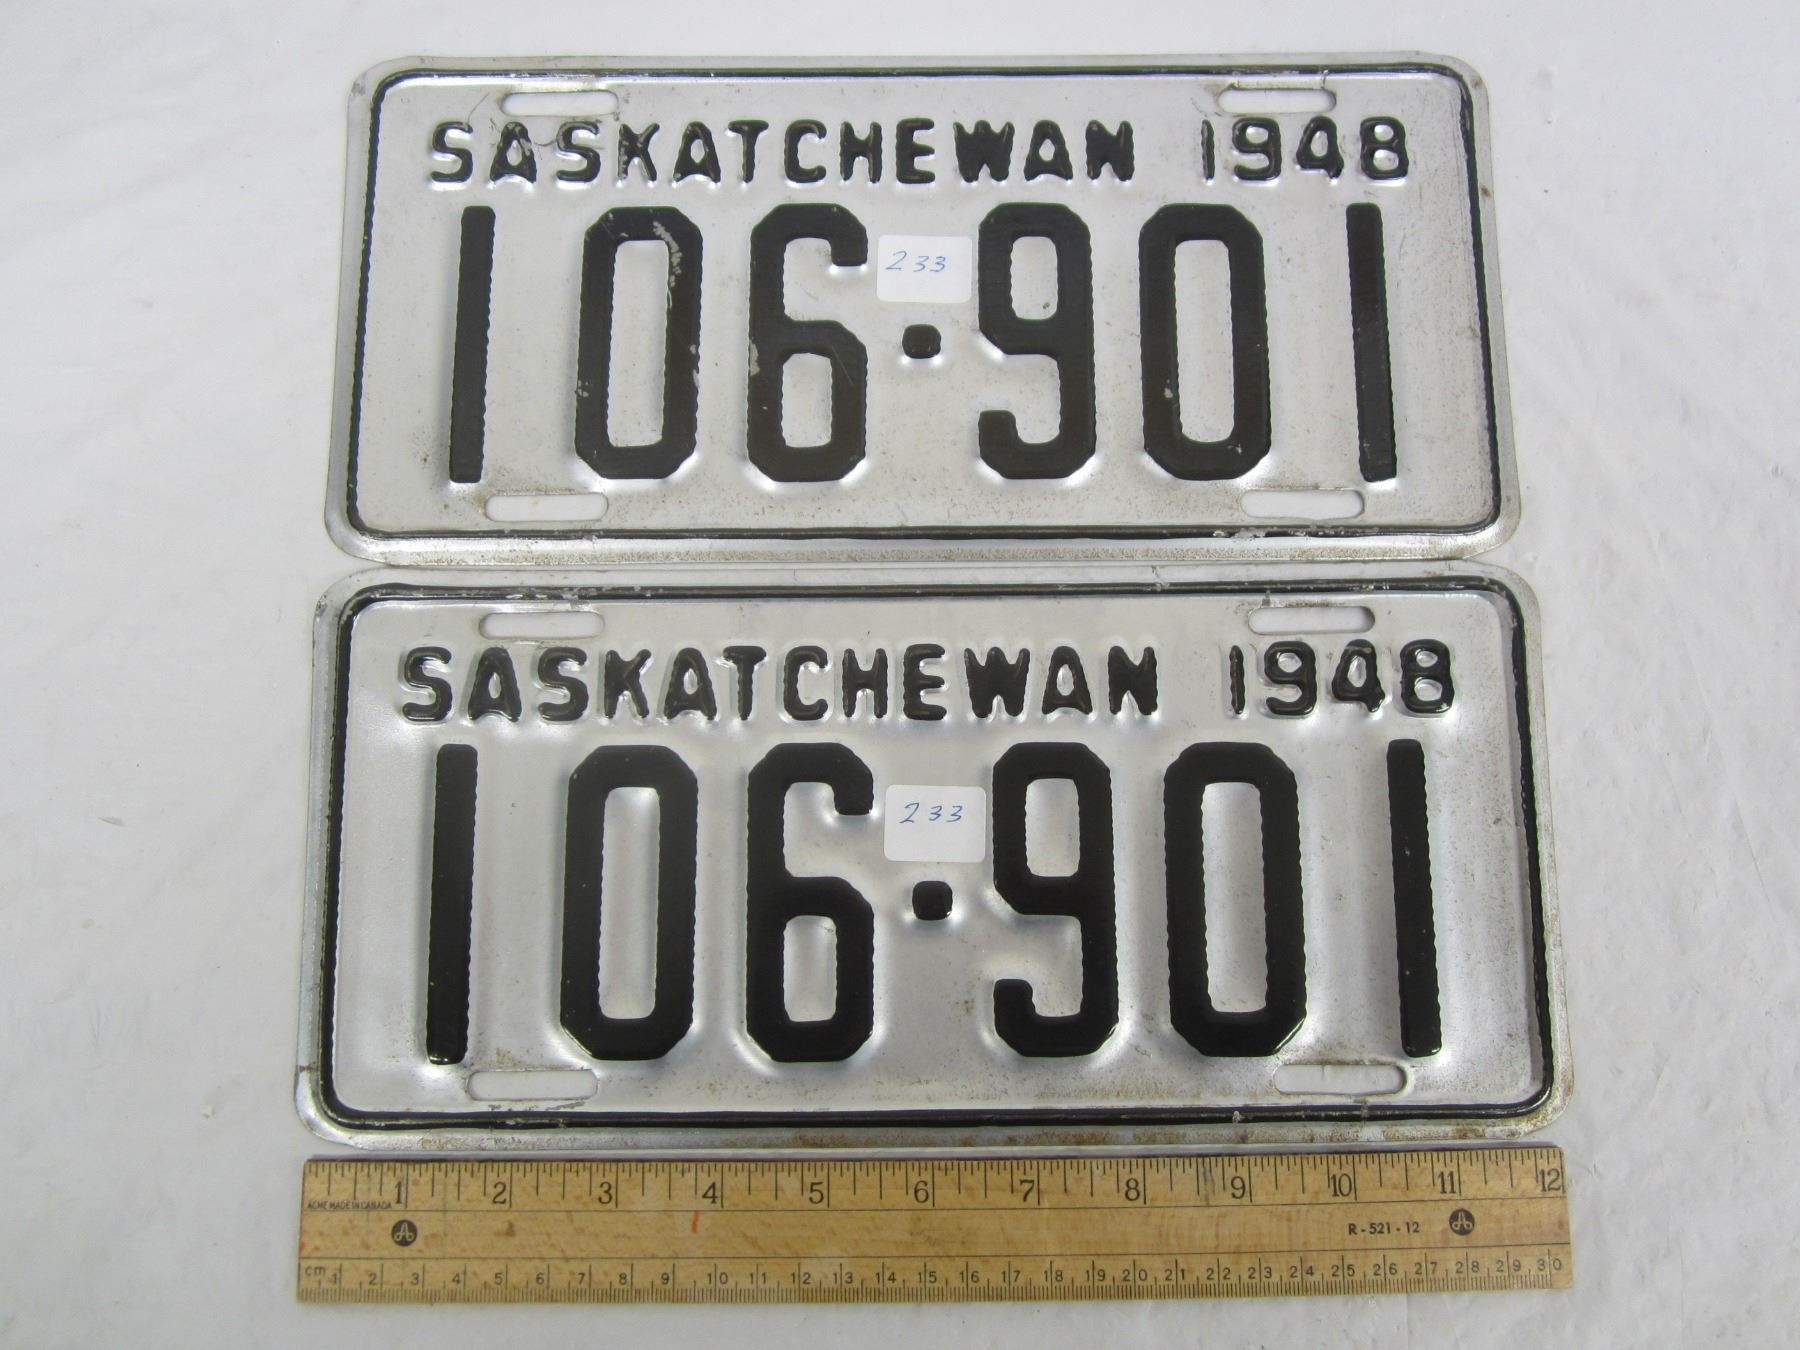 SASKATCHEWAN 1948
233
106·901
SASKATCHEWAN 1948
233
106·901
1 2 3 4 5 6 7 8 9 10 11 12
ACME MADE IN CANADA
A R-521-12 A
cm 1 2 3 4 5 6 7 8 9 10 11 12 13 14 15 16 17 18 19 20 21 22 23 24 25 26 27 28 29 30